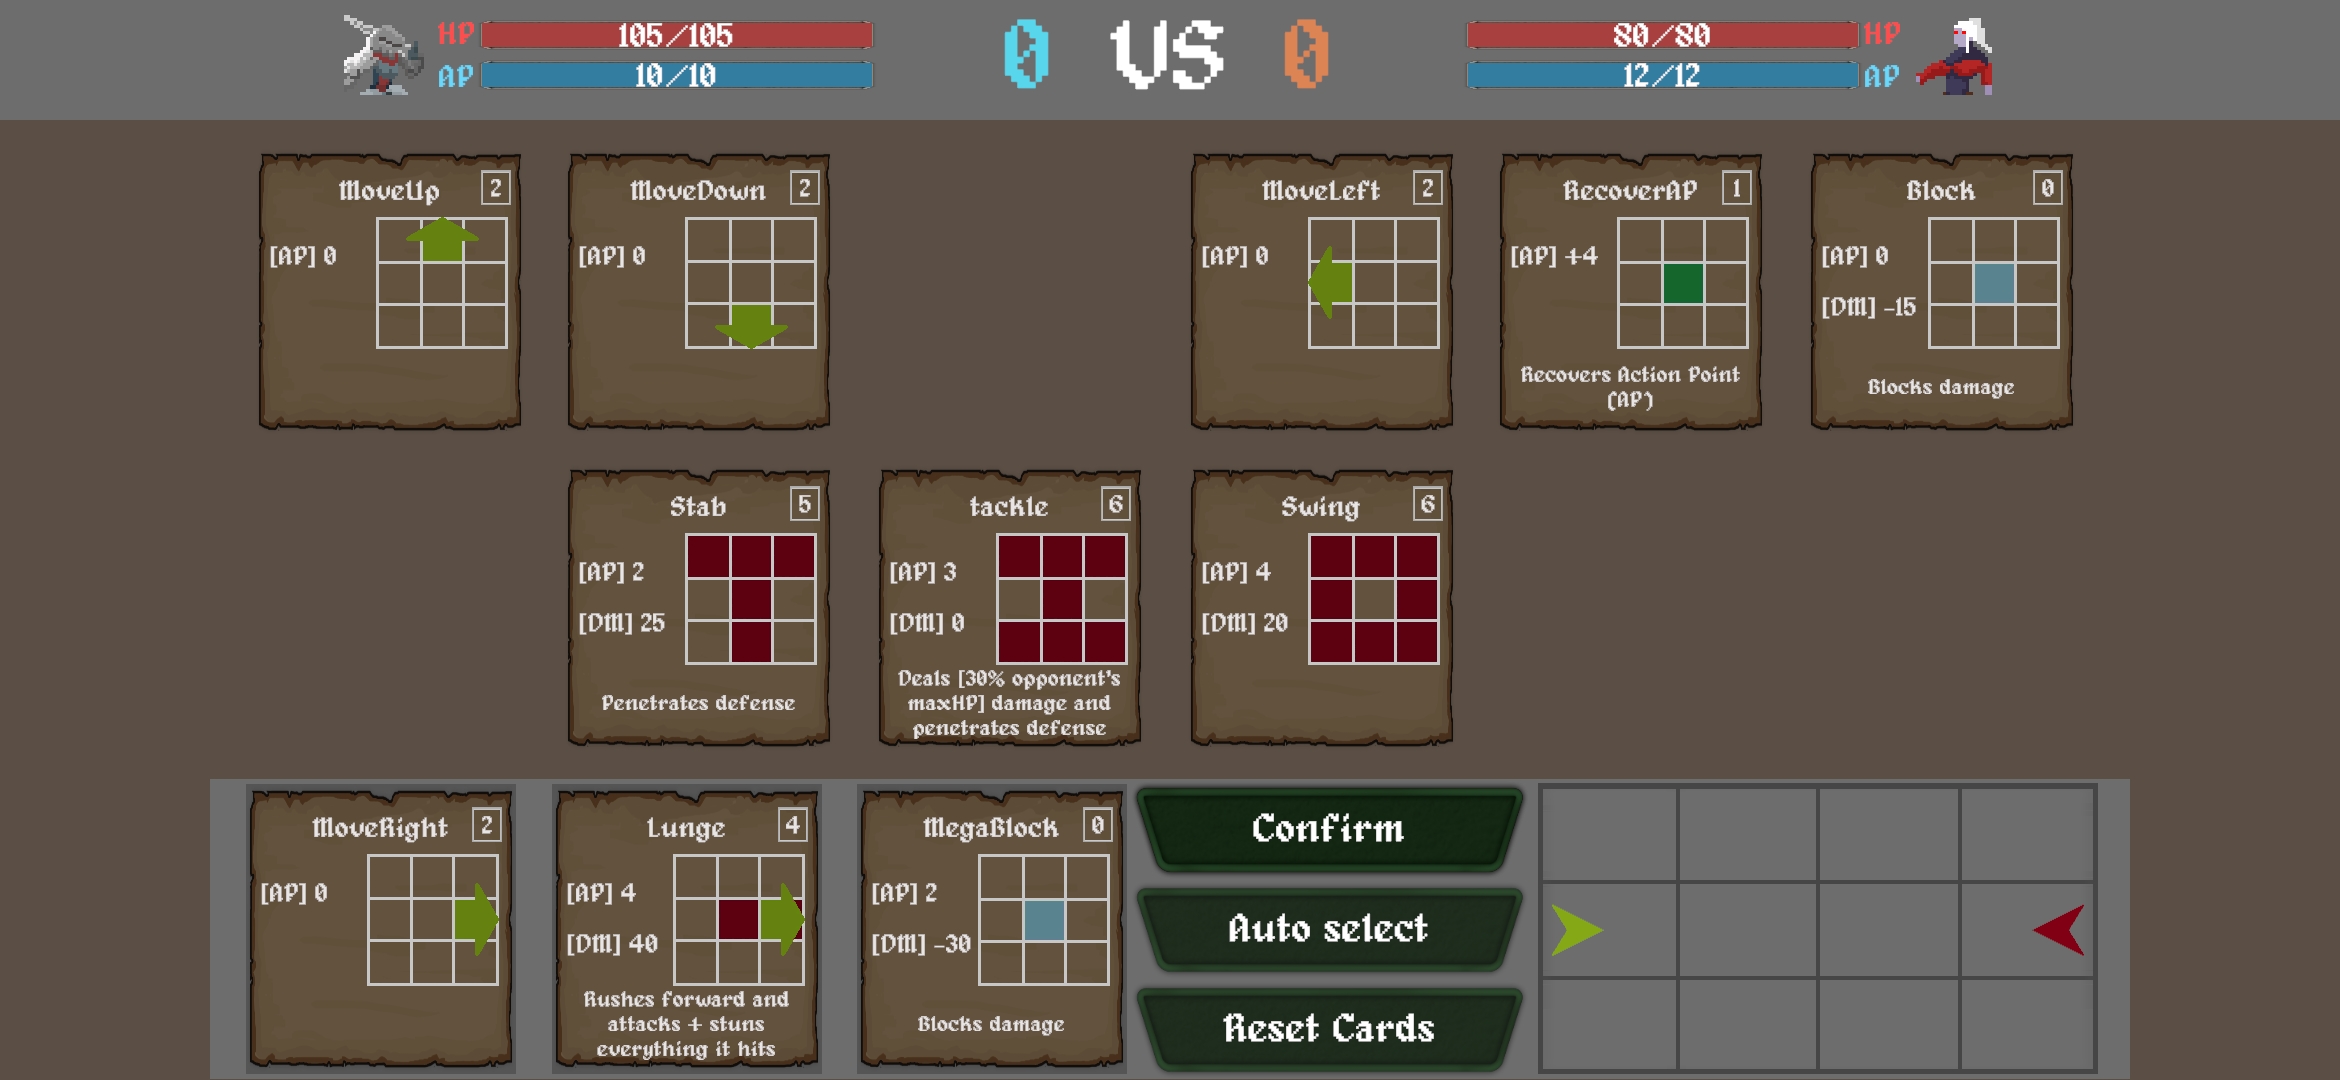 HP 105/105
AP 10/10
0 VS 0
80/80 HP
12/12 AP
MoveUp 2
[AP] 0
MoveDown 2
[AP] 0
MoveLeft 2
[AP] 0
RecoverAP 1
[AP] +4
Recovers Action Point
(AP)
Block 0
[AP] 0
[DM] -15
Blocks damage
Stab 5
[AP] 2
[DM] 25
Penetrates defense
tackle 6
[AP] 3
[DM] 0
Deals [30% opponent's
maxHP] damage and
penetrates defense
Swing 6
[AP] 4
[DM] 20
MoveRight 2
[AP] 0
Lunge 4
[AP] 4
[DM] 40
Rushes forward and
attacks + stuns
everything it hits
MegaBlock 0
[AP] 2
[DM] -30
Blocks damage
Confirm
Auto select
Reset Cards